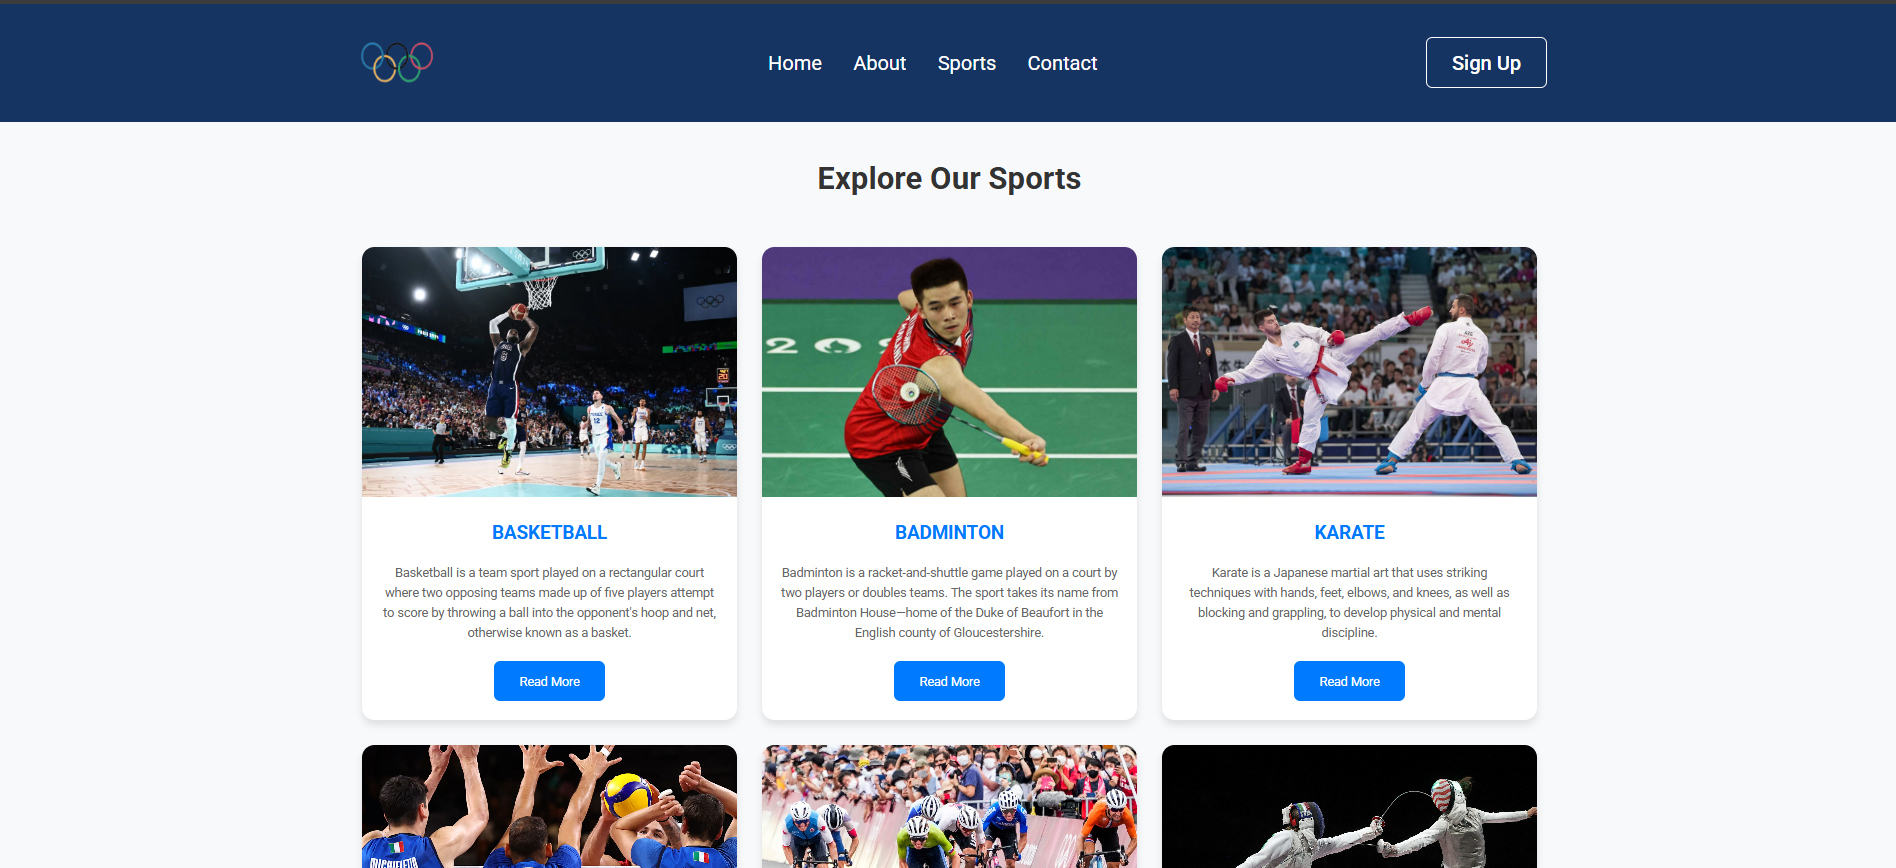 Home About Sports Contact Sign Up
Explore Our Sports
BASKETBALL
Basketball is a team sport played on a rectangular court
where two opposing teams made up of five players attempt
to score by throwing a ball into the opponent's hoop and net,
otherwise known as a basket.
Read More
BADMINTON
Badminton is a racket-and-shuttle game played on a court by
two players or doubles teams. The sport takes its name from
Badminton House—home of the Duke of Beaufort in the
English county of Gloucestershire.
Read More
KARATE
Karate is a Japanese martial art that uses striking
techniques with hands, feet, elbows, and knees, as well as
blocking and grappling, to develop physical and mental
discipline.
Read More